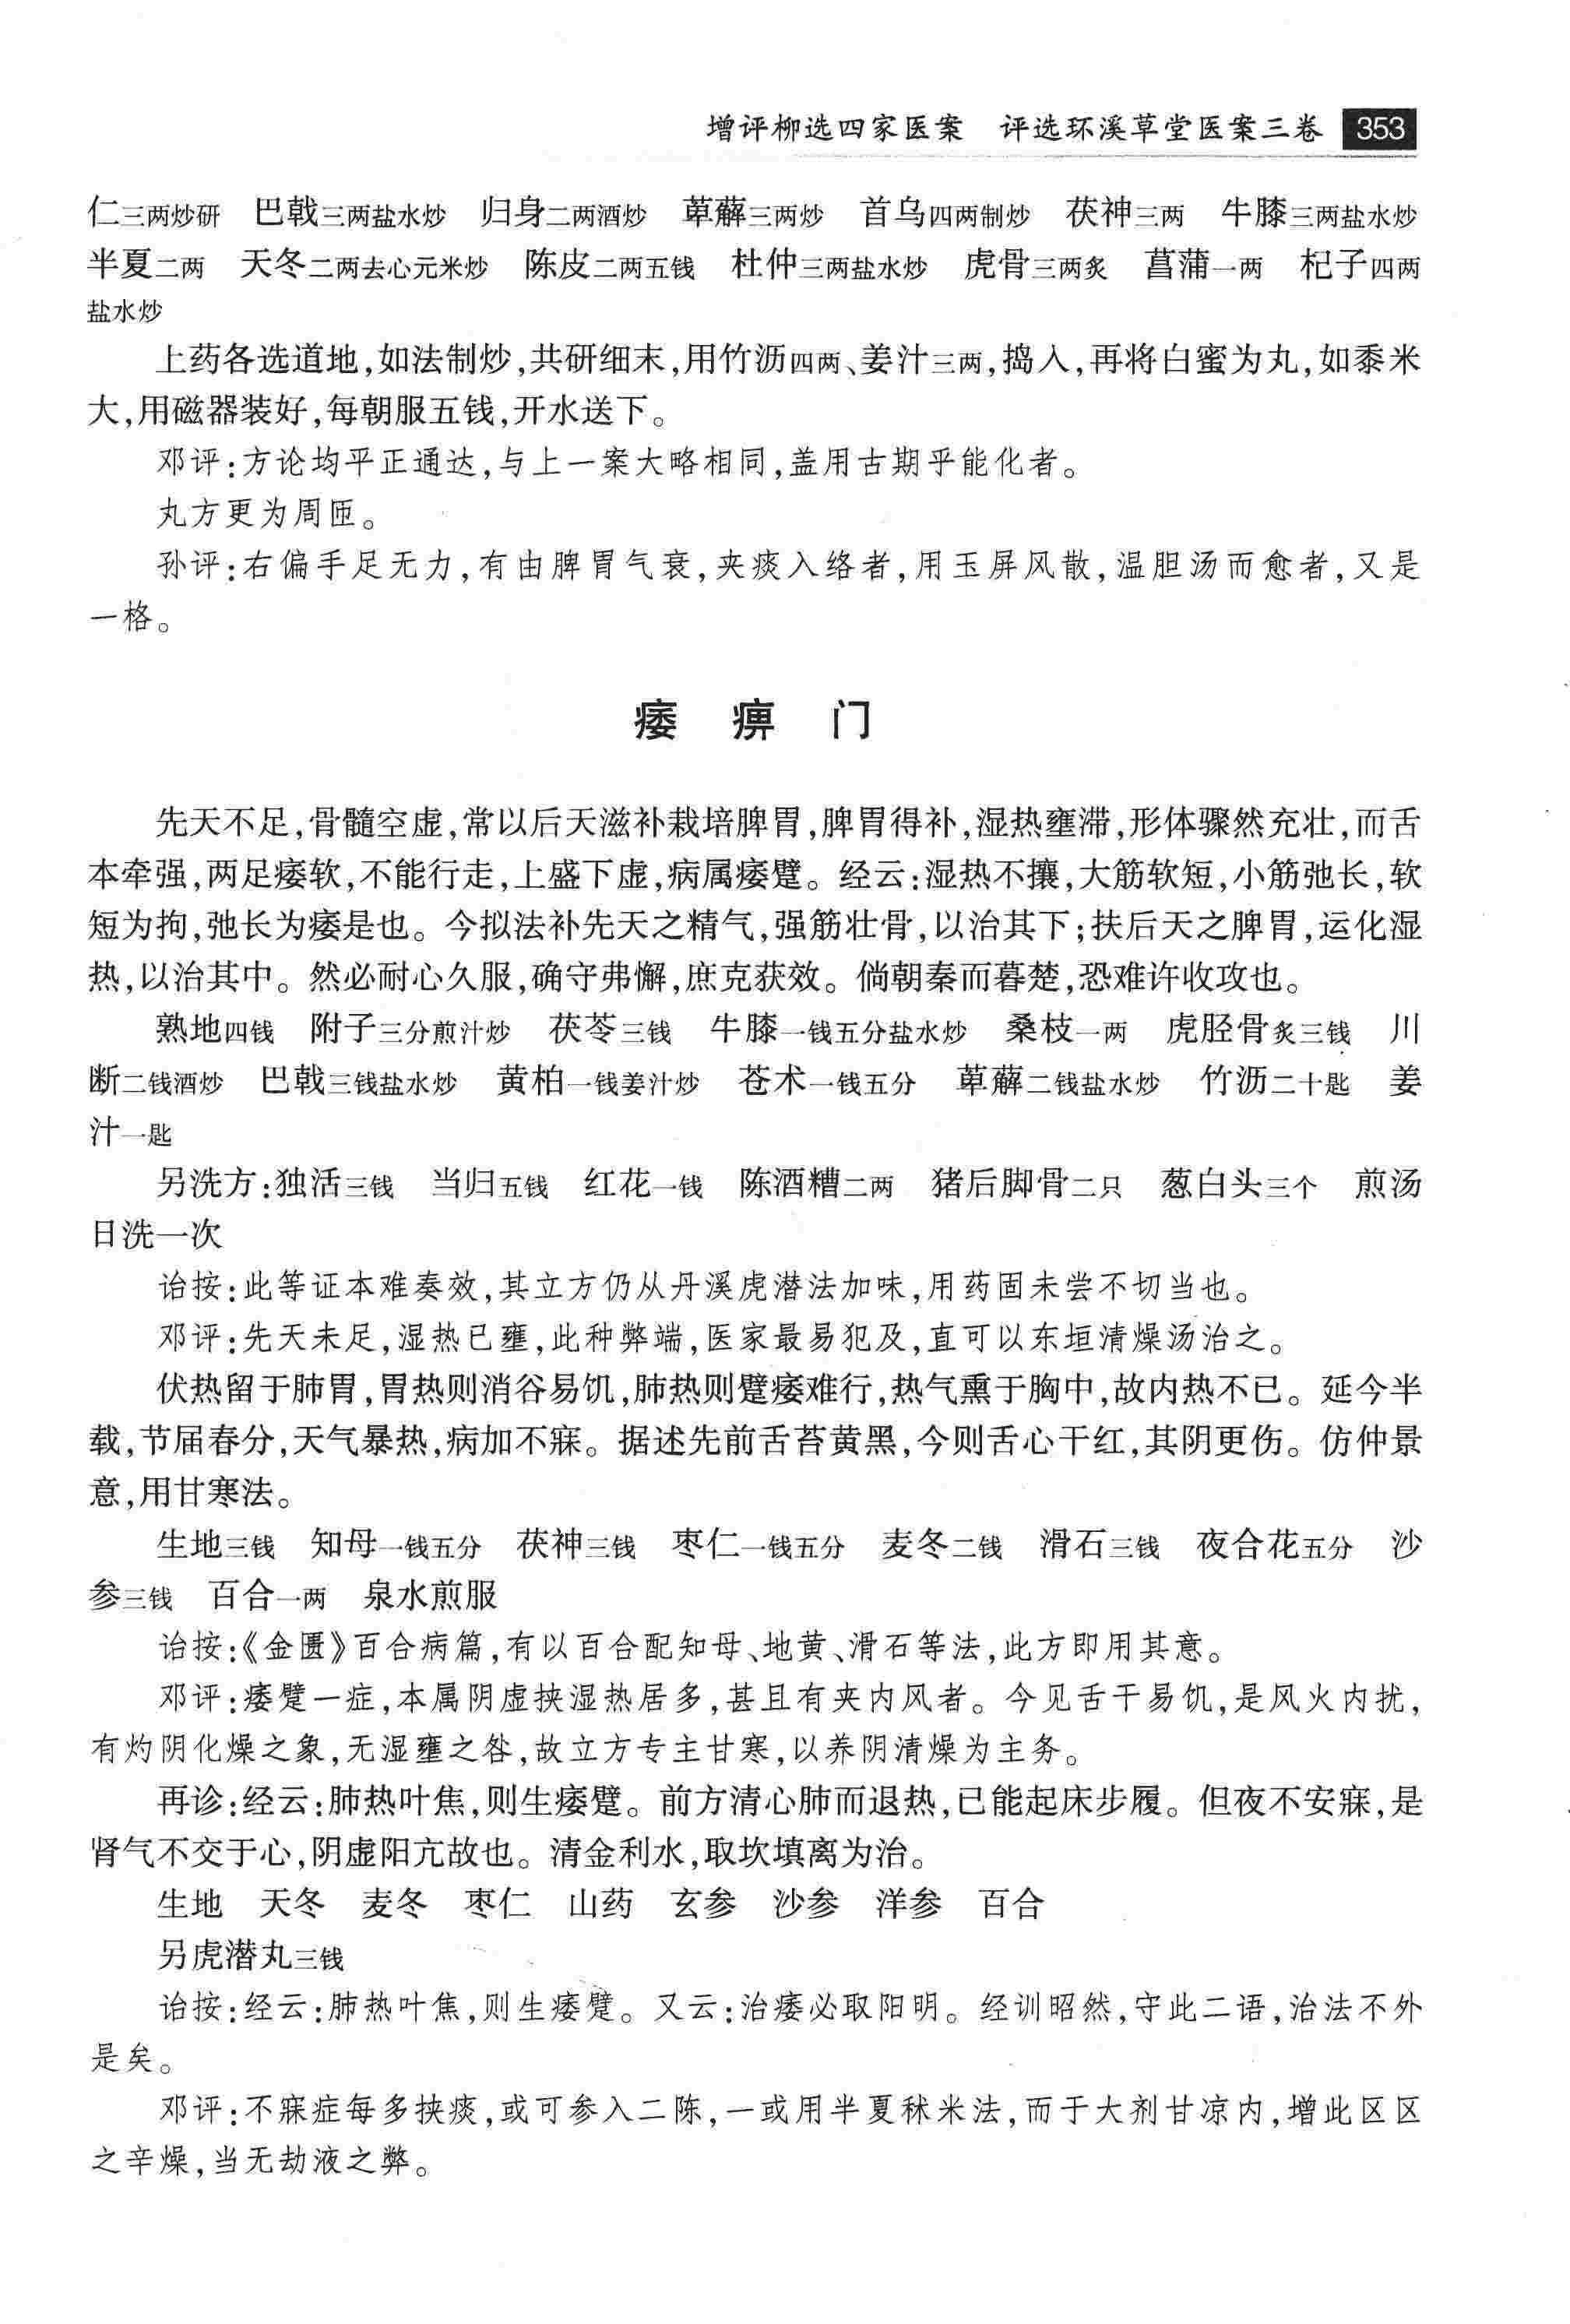 增评柳选四家医案　评选环溪草堂医案三卷 353
仁三两炒研　巴戟三两盐水炒　归身二两酒炒　萆薢三两炒　首乌四两制炒　茯神三两　牛膝三两盐水炒
半夏二两　天冬二两去心元米炒　陈皮二两五钱　杜仲三两盐水炒　虎骨三两炙　菖蒲一两　杞子四两
盐水炒
上药各选道地,如法制炒,共研细末,用竹沥四两、姜汁三两,捣入,再将白蜜为丸,如黍米
大,用磁器装好,每朝服五钱,开水送下。
邓评:方论均平正通达,与上一案大略相同,盖用古期乎能化者。
丸方更为周匝。
孙评:右偏手足无力,有由脾胃气衰,夹痰入络者,用玉屏风散,温胆汤而愈者,又是
一格。
痿　痹　门
先天不足,骨髓空虚,常以后天滋补栽培脾胃,脾胃得补,湿热壅滞,形体骤然充壮,而舌
本牵强,两足痿软,不能行走,上盛下虚,病属痿躄。经云:湿热不攘,大筋软短,小筋弛长,软
短为拘,弛长为痿是也。今拟法补先天之精气,强筋壮骨,以治其下;扶后天之脾胃,运化湿
热,以治其中。然必耐心久服,确守弗懈,庶克获效。倘朝秦而暮楚,恐难许收攻也。
熟地四钱　附子三分煎汁炒　茯苓三钱　牛膝一钱五分盐水炒　桑枝一两　虎胫骨炙三钱　川
断二钱酒炒　巴戟三钱盐水炒　黄柏一钱姜汁炒　苍术一钱五分　萆薢二钱盐水炒　竹沥二十匙　姜
汁一匙
另洗方:独活三钱　当归五钱　红花一钱　陈酒糟二两　猪后脚骨二只　葱白头三个　煎汤
日洗一次
诒按:此等证本难奏效,其立方仍从丹溪虎潜法加味,用药固未尝不切当也。
邓评:先天未足,湿热已壅,此种弊端,医家最易犯及,直可以东垣清燥汤治之。
伏热留于肺胃,胃热则消谷易饥,肺热则躄痿难行,热气熏于胸中,故内热不已。延今半
载,节届春分,天气暴热,病加不寐。据述先前舌苔黄黑,今则舌心干红,其阴更伤。仿仲景
意,用甘寒法。
生地三钱　知母一钱五分　茯神三钱　枣仁一钱五分　麦冬二钱　滑石三钱　夜合花五分　沙
参三钱　百合一两　泉水煎服
诒按:《金匮》百合病篇,有以百合配知母、地黄、滑石等法,此方即用其意。
邓评:痿躄一症,本属阴虚挟湿热居多,甚且有夹内风者。今见舌干易饥,是风火内扰,
有灼阴化燥之象,无湿壅之咎,故立方专主甘寒,以养阴清燥为主务。
再诊:经云:肺热叶焦,则生痿躄。前方清心肺而退热,已能起床步履。但夜不安寐,是
肾气不交于心,阴虚阳亢故也。清金利水,取坎填离为治。
生地　天冬　麦冬　枣仁　山药　玄参　沙参　洋参　百合
另虎潜丸三钱
诒按:经云:肺热叶焦,则生痿躄。又云:治痿必取阳明。经训昭然,守此二语,治法不外
是矣。
邓评:不寐症每多挟痰,或可参入二陈,一或用半夏秫米法,而于大剂甘凉内,增此区区
之辛燥,当无劫液之弊。